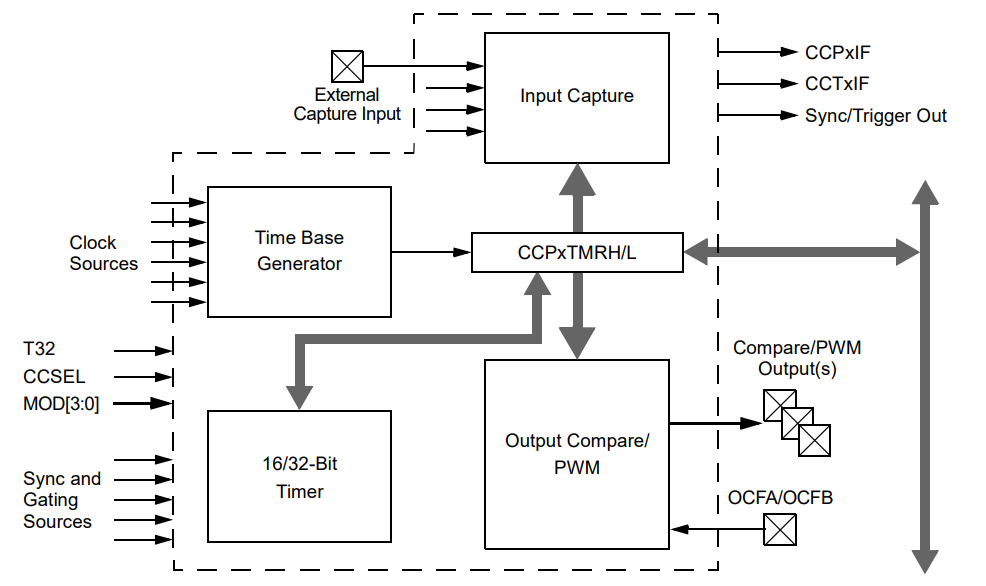 CCPxIF
External
Capture Input
Input Capture
CCTxIF
Sync/Trigger Out
Clock
Sources
Time Base
Generator
CCPxTMRH/L
T32
CCSEL
MOD[3:0]
Compare/PWM
Output(s)
Sync and
Gating
Sources
16/32-Bit
Timer
Output Compare/
PWM
OCFA/OCFB